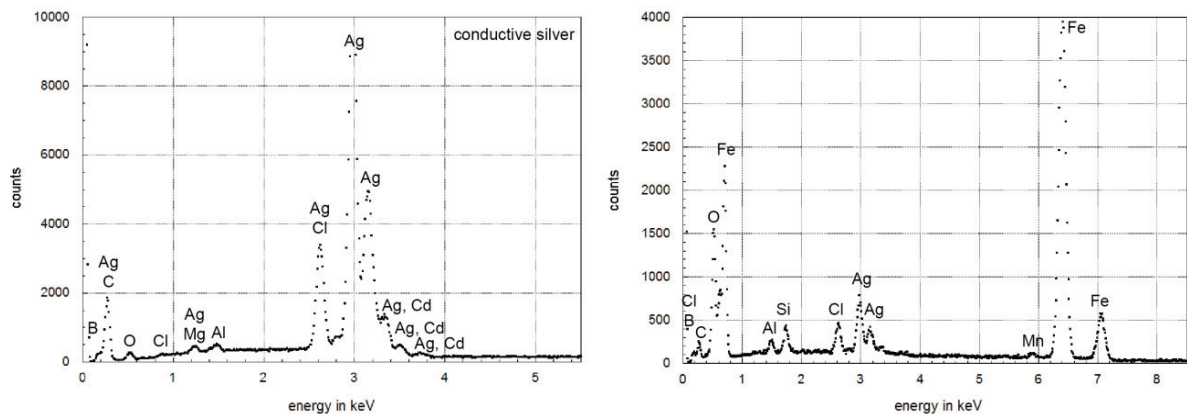 10000
8000
6000
4000
2000
0
counts
conductive silver
Ag
Ag
Ag
Cl
Ag
C
B
O
Cl
Ag
Mg
Al
Ag, Cd
Ag, Cd
Ag, Cd
0 1 2 3 4 5
energy in keV
4000
3500
3000
2500
2000
1500
1000
500
0
counts
Fe
Fe
O
Cl
B
C
Al
Si
Cl
Ag
Ag
Mn
Fe
0 1 2 3 4 5 6 7 8
energy in keV